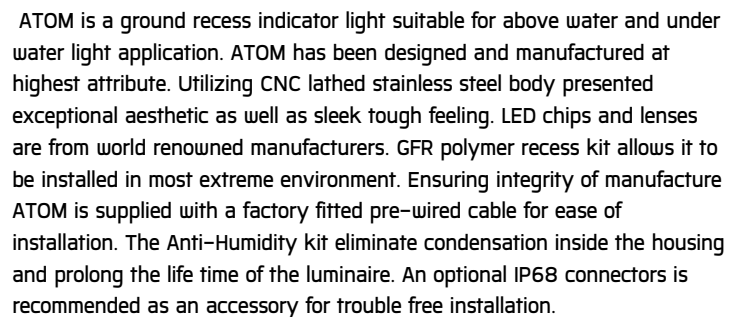 ATOM is a ground recess indicator light suitable for above water and under
water light application. ATOM has been designed and manufactured at
highest attribute. Utilizing CNC lathed stainless steel body presented
exceptional aesthetic as well as sleek tough feeling. LED chips and lenses
are from world renowned manufacturers. GFR polymer recess kit allows it to
be installed in most extreme environment. Ensuring integrity of manufacture
ATOM is supplied with a factory fitted pre-wired cable for ease of
installation. The Anti-Humidity kit eliminate condensation inside the housing
and prolong the life time of the luminaire. An optional IP68 connectors is
recommended as an accessory for trouble free installation.